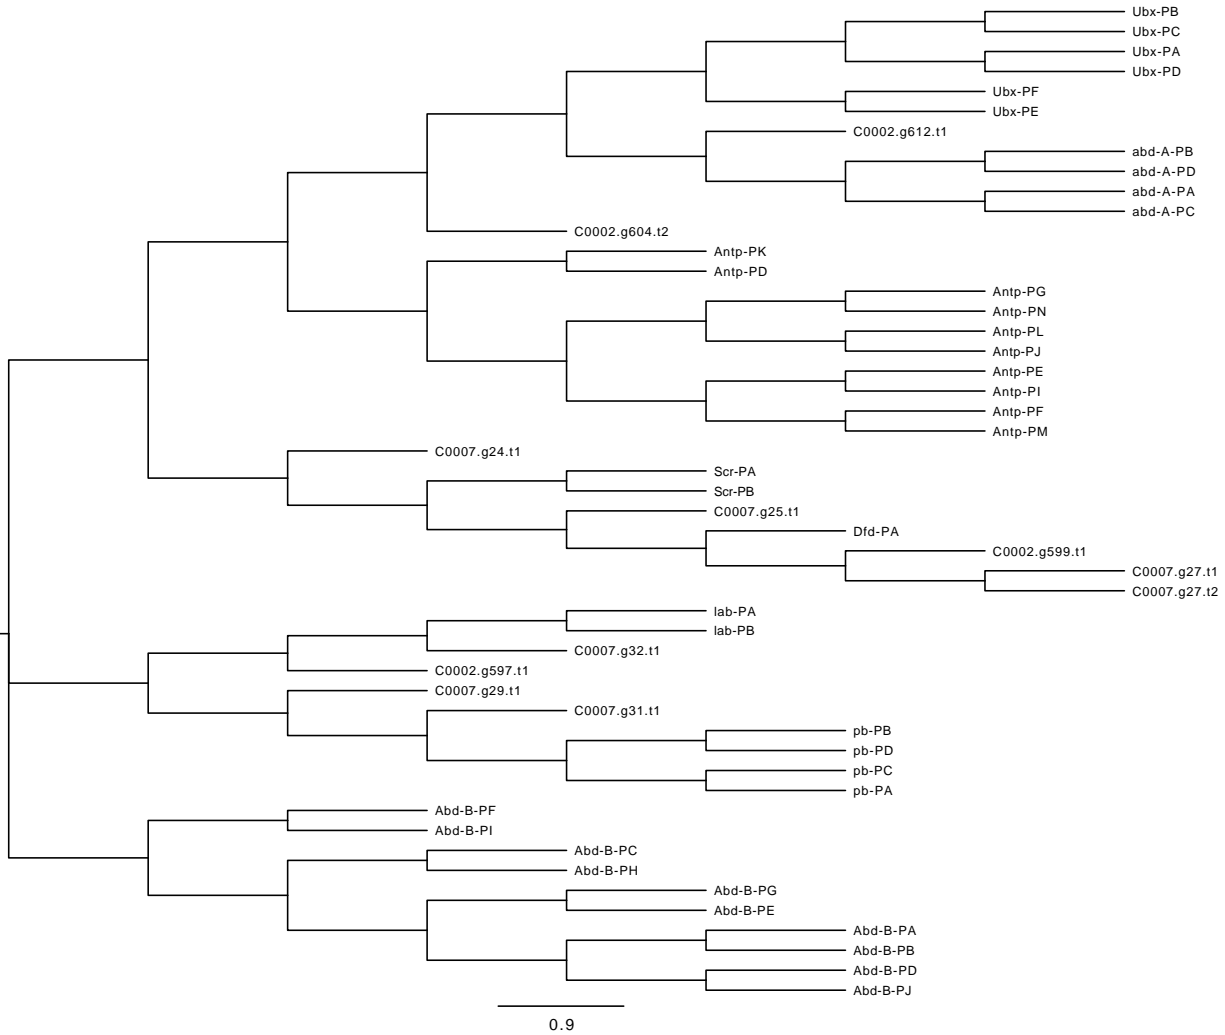 Ubx-PB
Ubx-PC
Ubx-PA
Ubx-PD
Ubx-PF
Ubx-PE
C0002.g612.t1
abd-A-PB
abd-A-PD
abd-A-PA
abd-A-PC
C0002.g604.t2
Antp-PK
Antp-PD
Antp-PG
Antp-PN
Antp-PL
Antp-PJ
Antp-PE
Antp-PI
Antp-PF
Antp-PM
C0007.g24.t1
Scr-PA
Scr-PB
C0007.g25.t1
Dfd-PA
C0002.g599.t1
C0007.g27.t1
C0007.g27.t2
lab-PA
lab-PB
C0007.g32.t1
C0002.g597.t1
C0007.g29.t1
C0007.g31.t1
pb-PB
pb-PD
pb-PC
pb-PA
Abd-B-PF
Abd-B-PI
Abd-B-PC
Abd-B-PH
Abd-B-PG
Abd-B-PE
Abd-B-PA
Abd-B-PB
Abd-B-PD
Abd-B-PJ
0.9